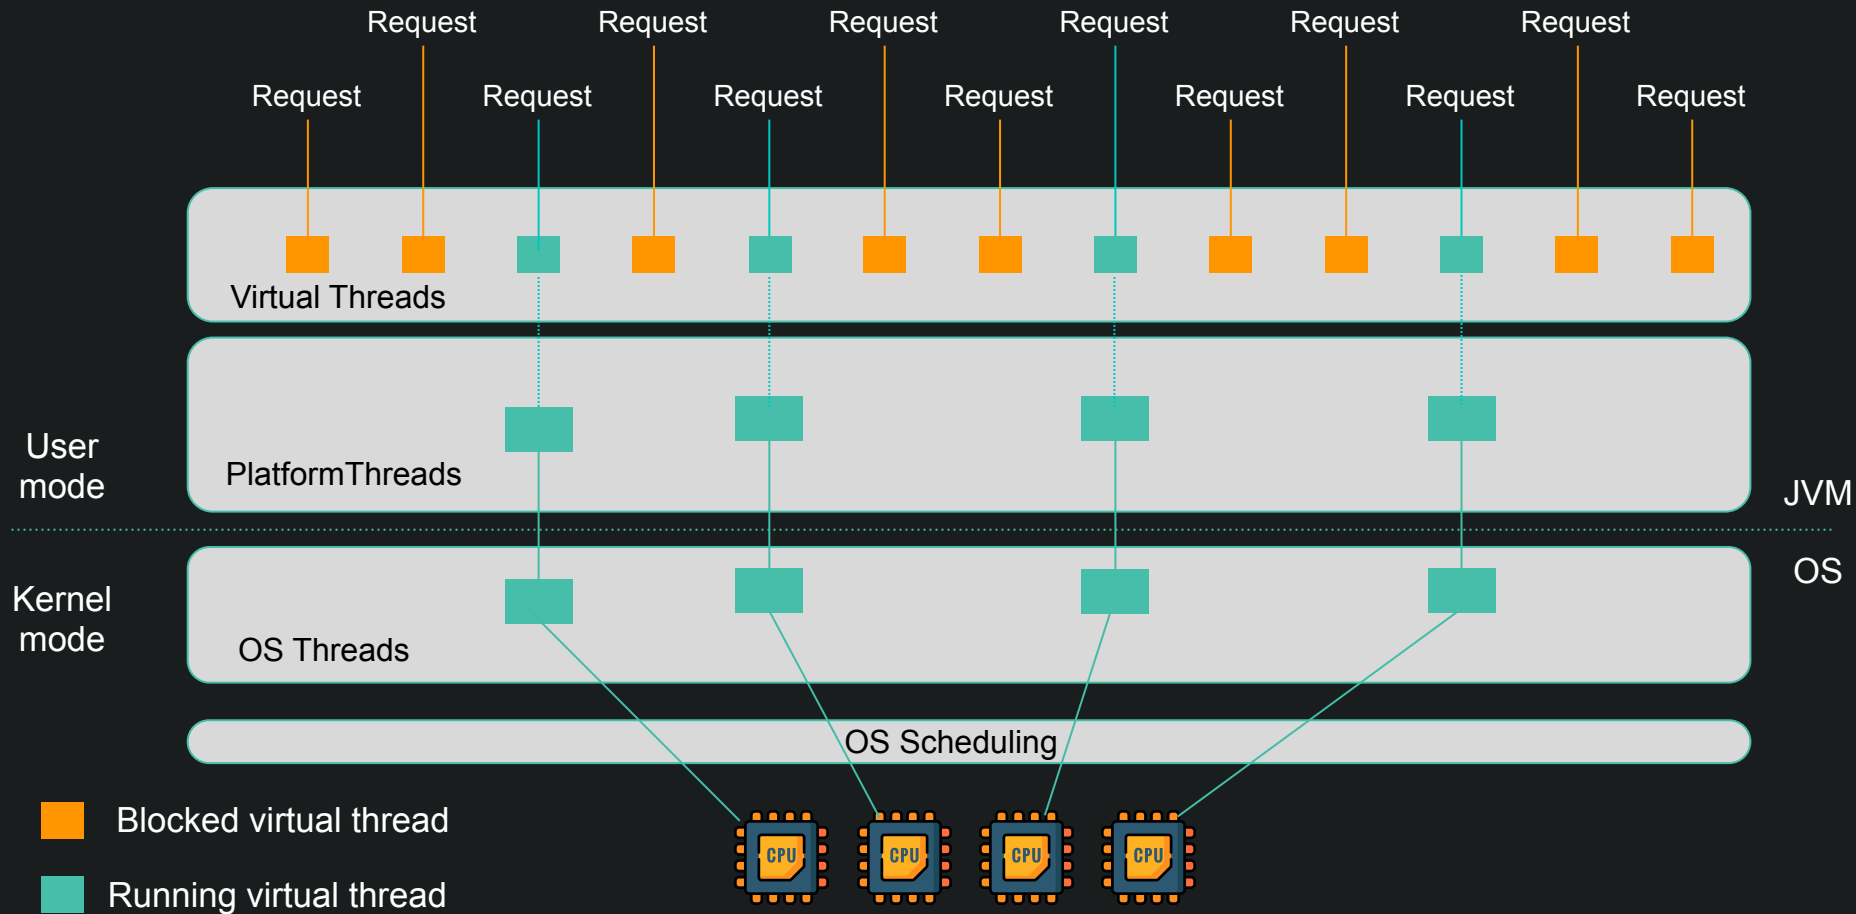 Request
Request
Request
Request
Request
Request
Request
Request
Request
Request
Request
Request
Request
Virtual Threads
User
mode
PlatformThreads
JVM
OS
Kernel
mode
OS Threads
OS Scheduling
Blocked virtual thread
CPU
CPU
CPU
CPU
Running virtual thread